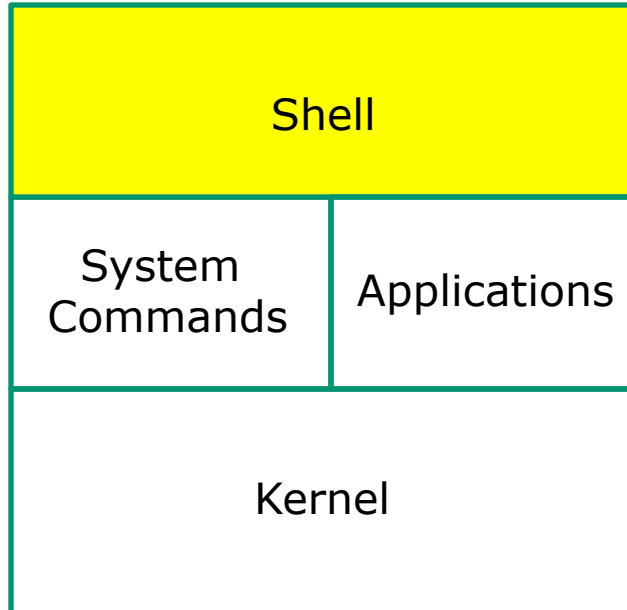 Shell
System
Commands
Applications
Kernel